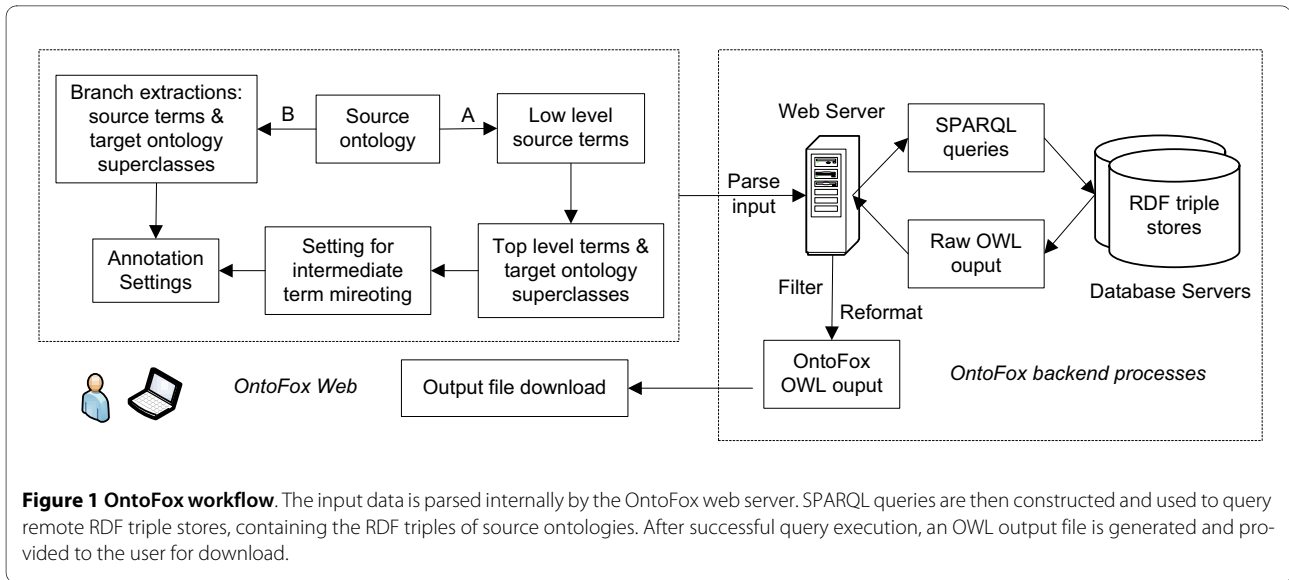 Branch extractions:
source terms &
target ontology
superclasses
B
Source
ontology
A
Low level
source terms
Annotation
Settings
Setting for
intermediate
term mireoting
Top level terms &
target ontology
superclasses
Parse
input
Web Server
SPARQL
queries
Raw OWL
ouput
RDF triple
stores
Database Servers
Filter
Reformat
OntoFox
OWL ouput
OntoFox backend processes
OntoFox Web
Output file download
Figure 1 OntoFox workflow. The input data is parsed internally by the OntoFox web server. SPARQL queries are then constructed and used to query
remote RDF triple stores, containing the RDF triples of source ontologies. After successful query execution, an OWL output file is generated and pro-
vided to the user for download.